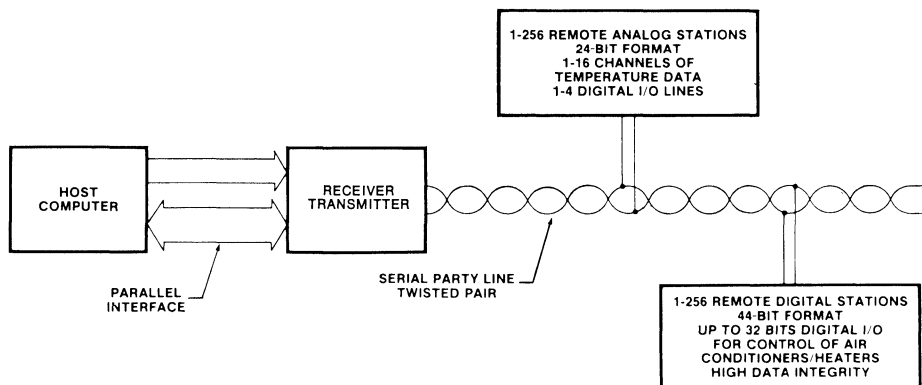 1-256 REMOTE ANALOG STATIONS
24-BIT FORMAT
1-16 CHANNELS OF
TEMPERATURE DATA
1-4 DIGITAL I/O LINES
HOST
COMPUTER
RECEIVER
TRANSMITTER
PARALLEL
INTERFACE
SERIAL PARTY LINE
TWISTED PAIR
1-256 REMOTE DIGITAL STATIONS
44-BIT FORMAT
UP TO 32 BITS DIGITAL I/O
FOR CONTROL OF AIR
CONDITIONERS/HEATERS
HIGH DATA INTEGRITY